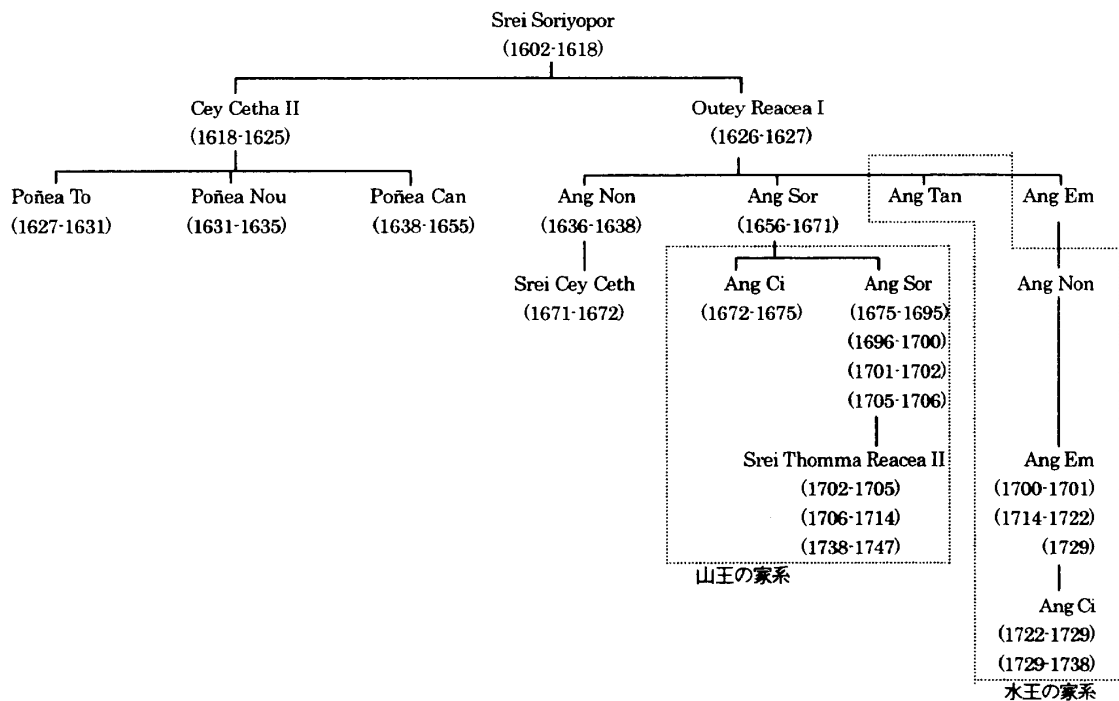 Srei Soriyopor
(1602-1618)
Cey Cetha II
(1618-1625)
Outey Reacea I
(1626-1627)
Poñea To
(1627-1631)
Poñea Nou
(1631-1635)
Poñea Can
(1638-1655)
Ang Non
(1636-1638)
Ang Sor
(1656-1671)
Ang Tan
Ang Em
Srei Cey Ceth
(1671-1672)
Ang Ci
(1672-1675)
Ang Sor
(1675-1695)
(1696-1700)
(1701-1702)
(1705-1706)
Ang Non
Srei Thomma Reacea II
(1702-1705)
(1706-1714)
(1738-1747)
山王の家系
Ang Em
(1700-1701)
(1714-1722)
(1729)
Ang Ci
(1722-1729)
(1729-1738)
水王の家系